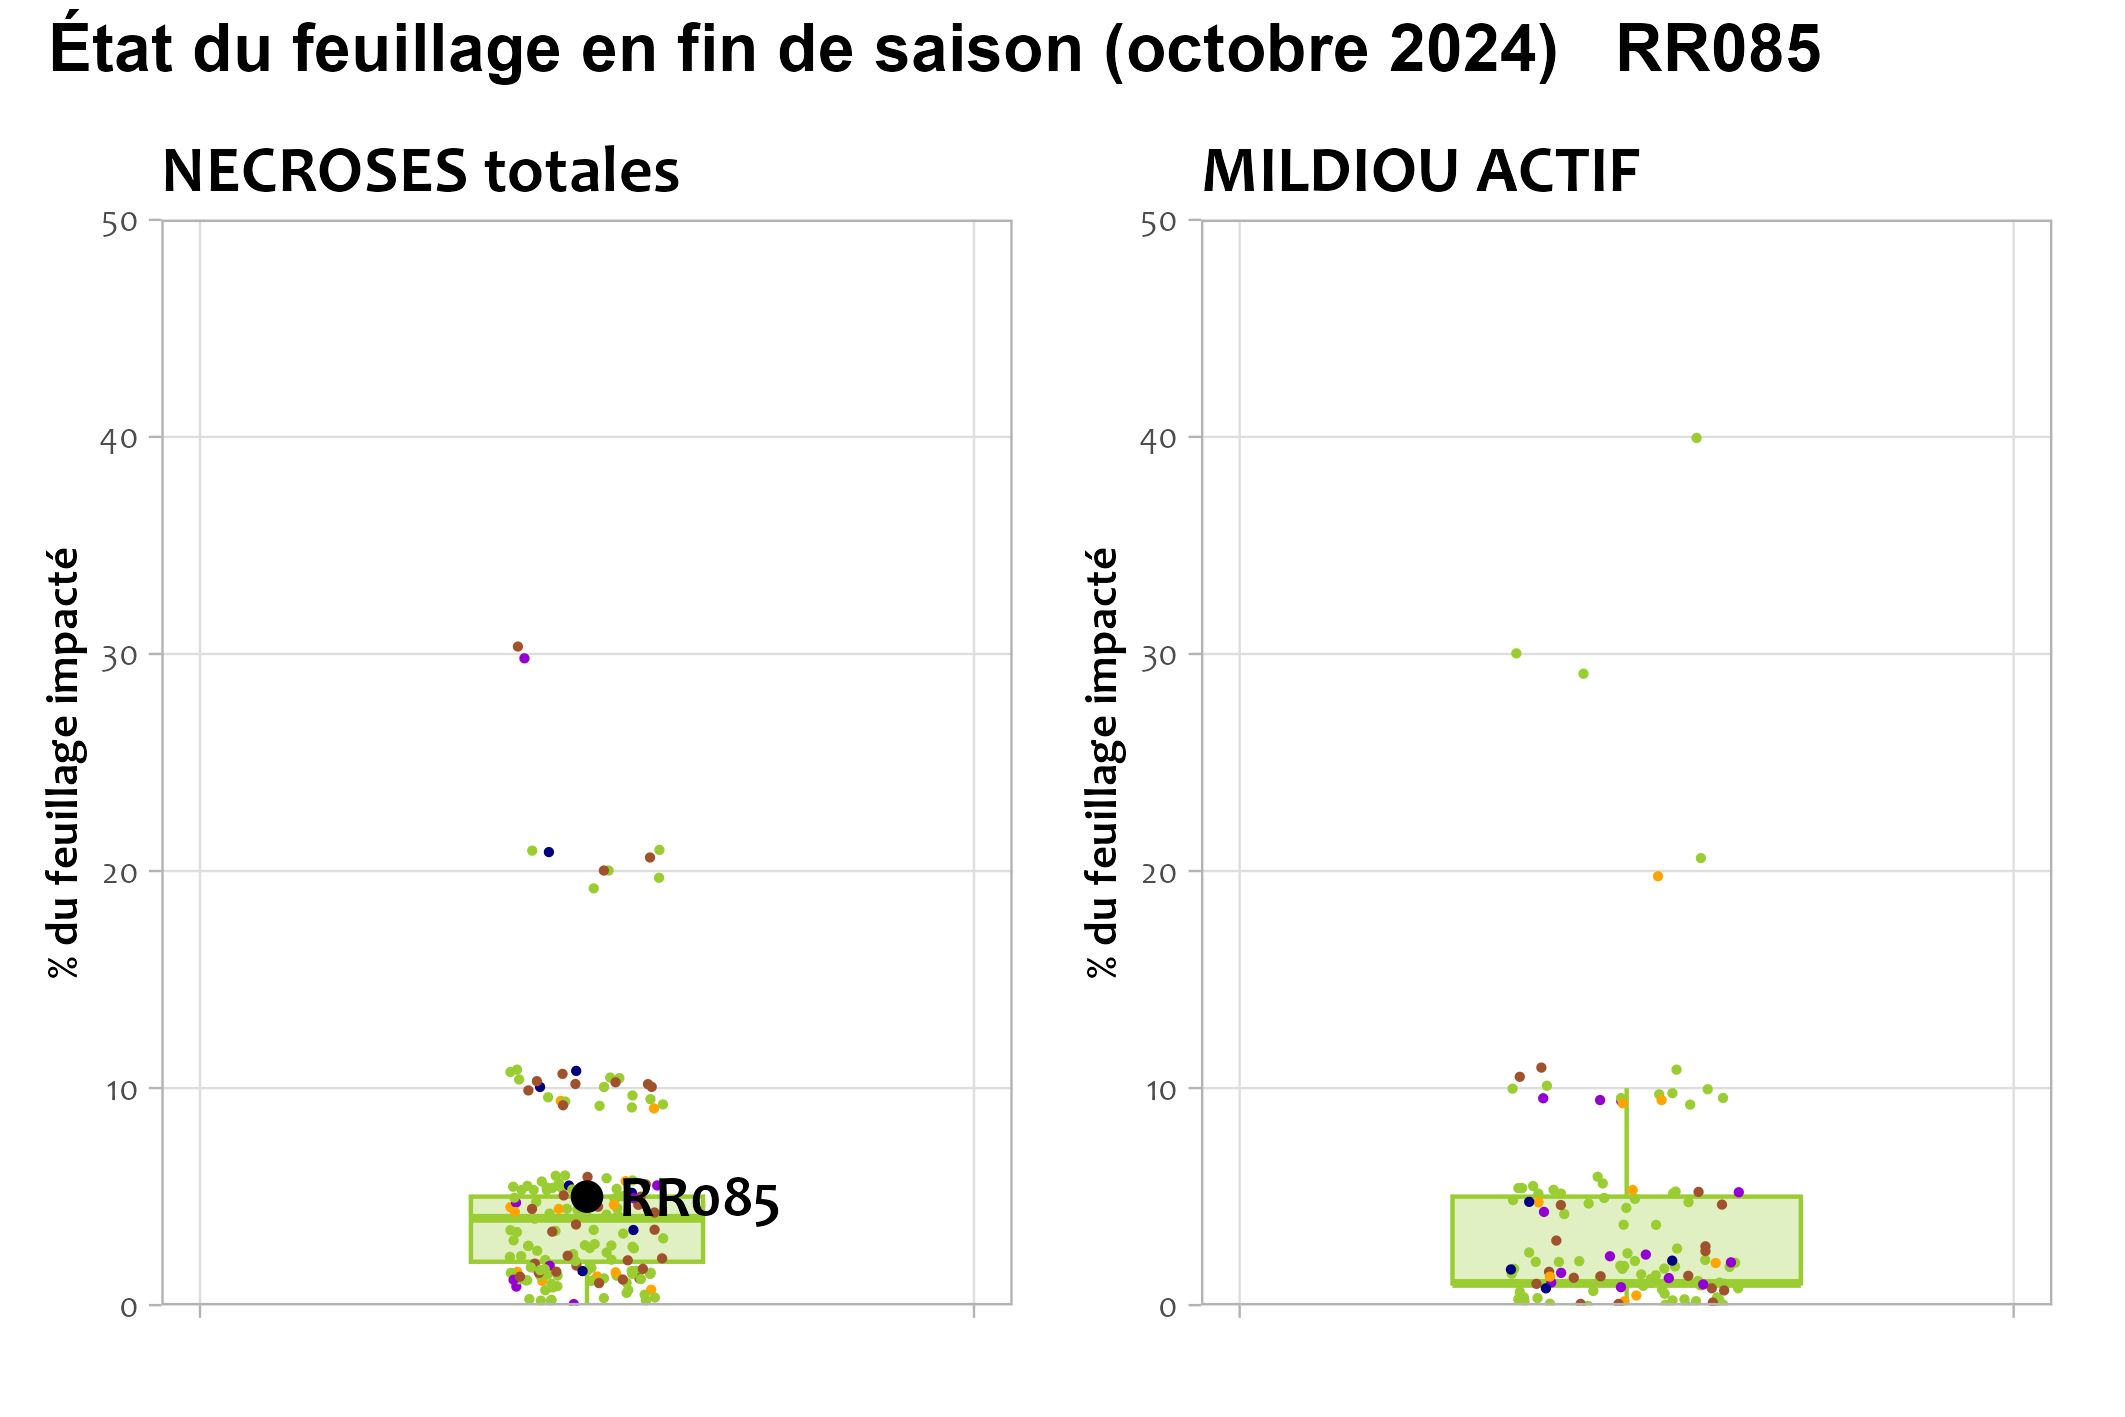 État du feuillage en fin de saison (octobre 2024) RR085
NECROSES totales
% du feuillage impacté
50
40
30
20
10
0
RR085
MILDIOU ACTIF
% du feuillage impacté
50
40
30
20
10
0